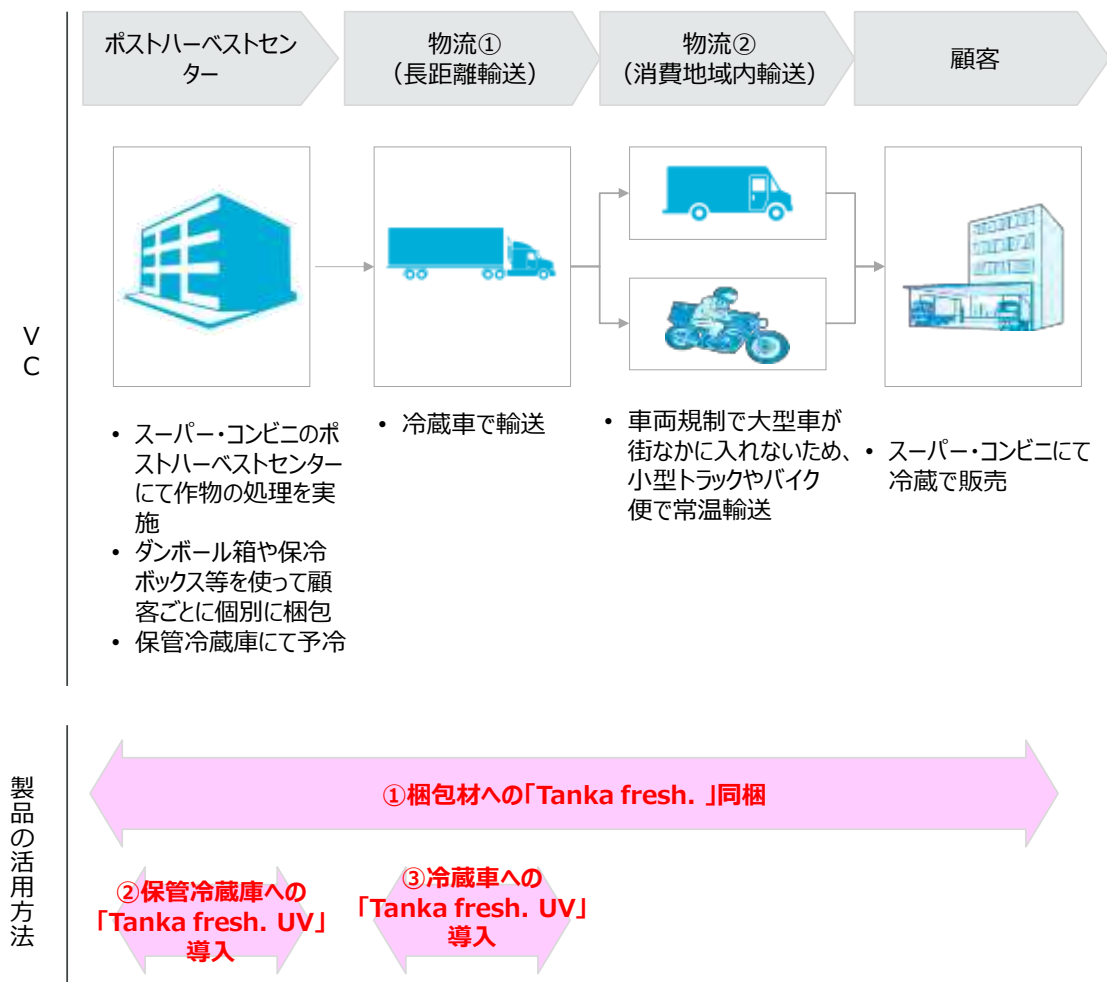 ポストハーベストセン
ター
物流①
（長距離輸送）
物流②
（消費地域内輸送）
顧客
V
C
• スーパー・コンビニのポ
ストハーベストセンター
にて作物の処理を実
施
• ダンボール箱や保冷
ボックス等を使って顧
客ごとに個別に梱包
• 保管冷蔵庫にて予冷
• 冷蔵車で輸送
• 車両規制で大型車が
街なかに入れないため、
小型トラックやバイク
便で常温輸送
• スーパー・コンビニにて
冷蔵で販売
製品の活用方法
①梱包材への「Tanka fresh. 」同梱
②保管冷蔵庫への
「Tanka fresh. UV」
導入
③冷蔵車への
「Tanka fresh. UV」
導入